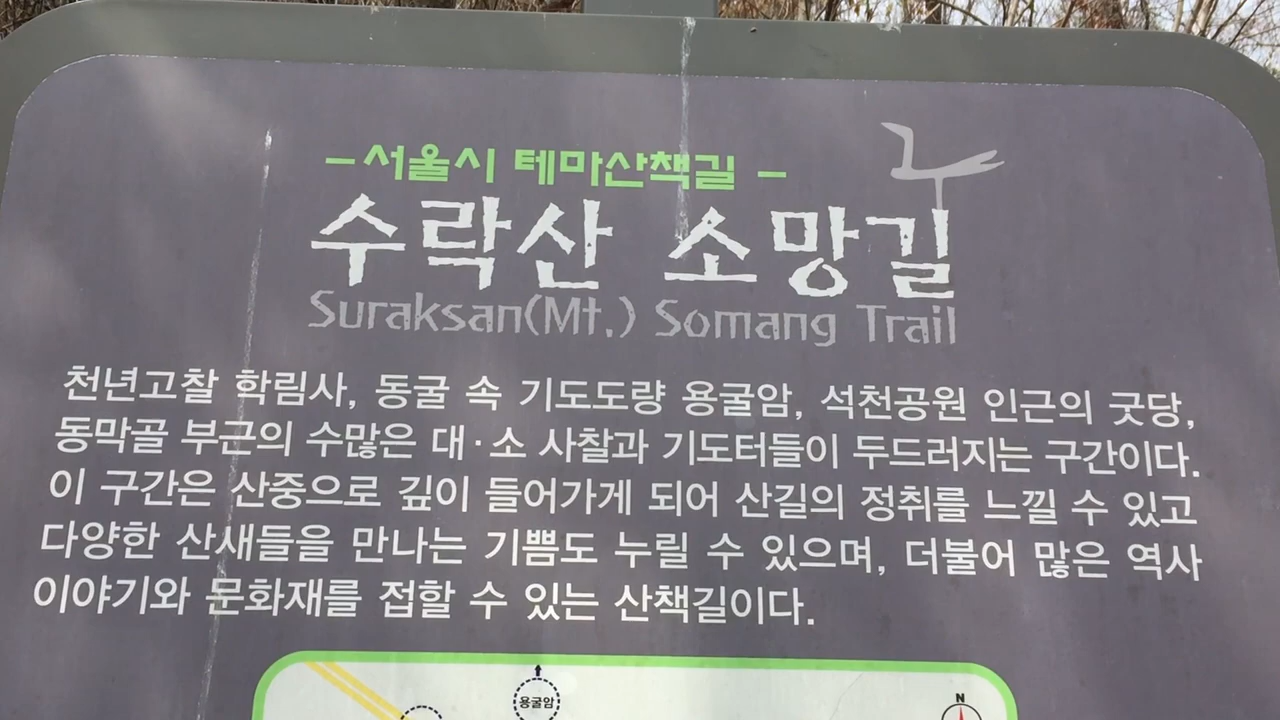 -서울시 테마산책길-
수락산 소망길
Suraksan(Mt.) Somang Trail
천년고찰 학림사, 동굴 속 기도도량 용굴암, 석천공원 인근의 굿당,
동막골 부근의 수많은 대·소 사찰과 기도터들이 두드러지는 구간이다.
이 구간은 산중으로 깊이 들어가게 되어 산길의 정취를 느낄 수 있고
다양한 산새들을 만나는 기쁨도 누릴 수 있으며, 더불어 많은 역사
이야기와 문화재를 접할 수 있는 산책길이다.
용굴암
N